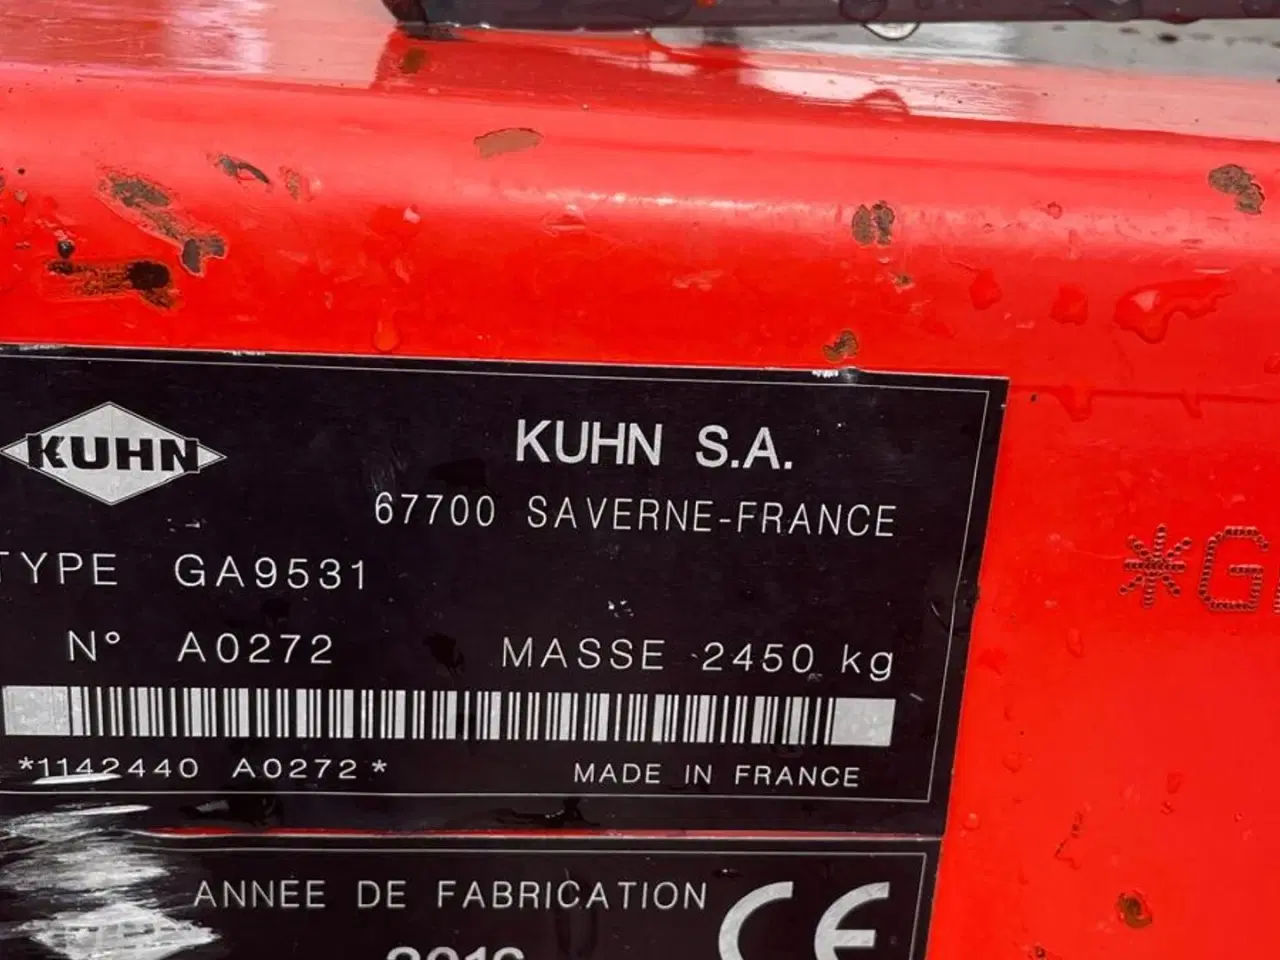 KUHN
KUHN S.A.
67700 SAVERNE-FRANCE
TYPE GA9531
N° A0272
MASSE 2450 kg
*1142440 A0272*
MADE IN FRANCE
ANNEE DE FABRICATION
CE
*G